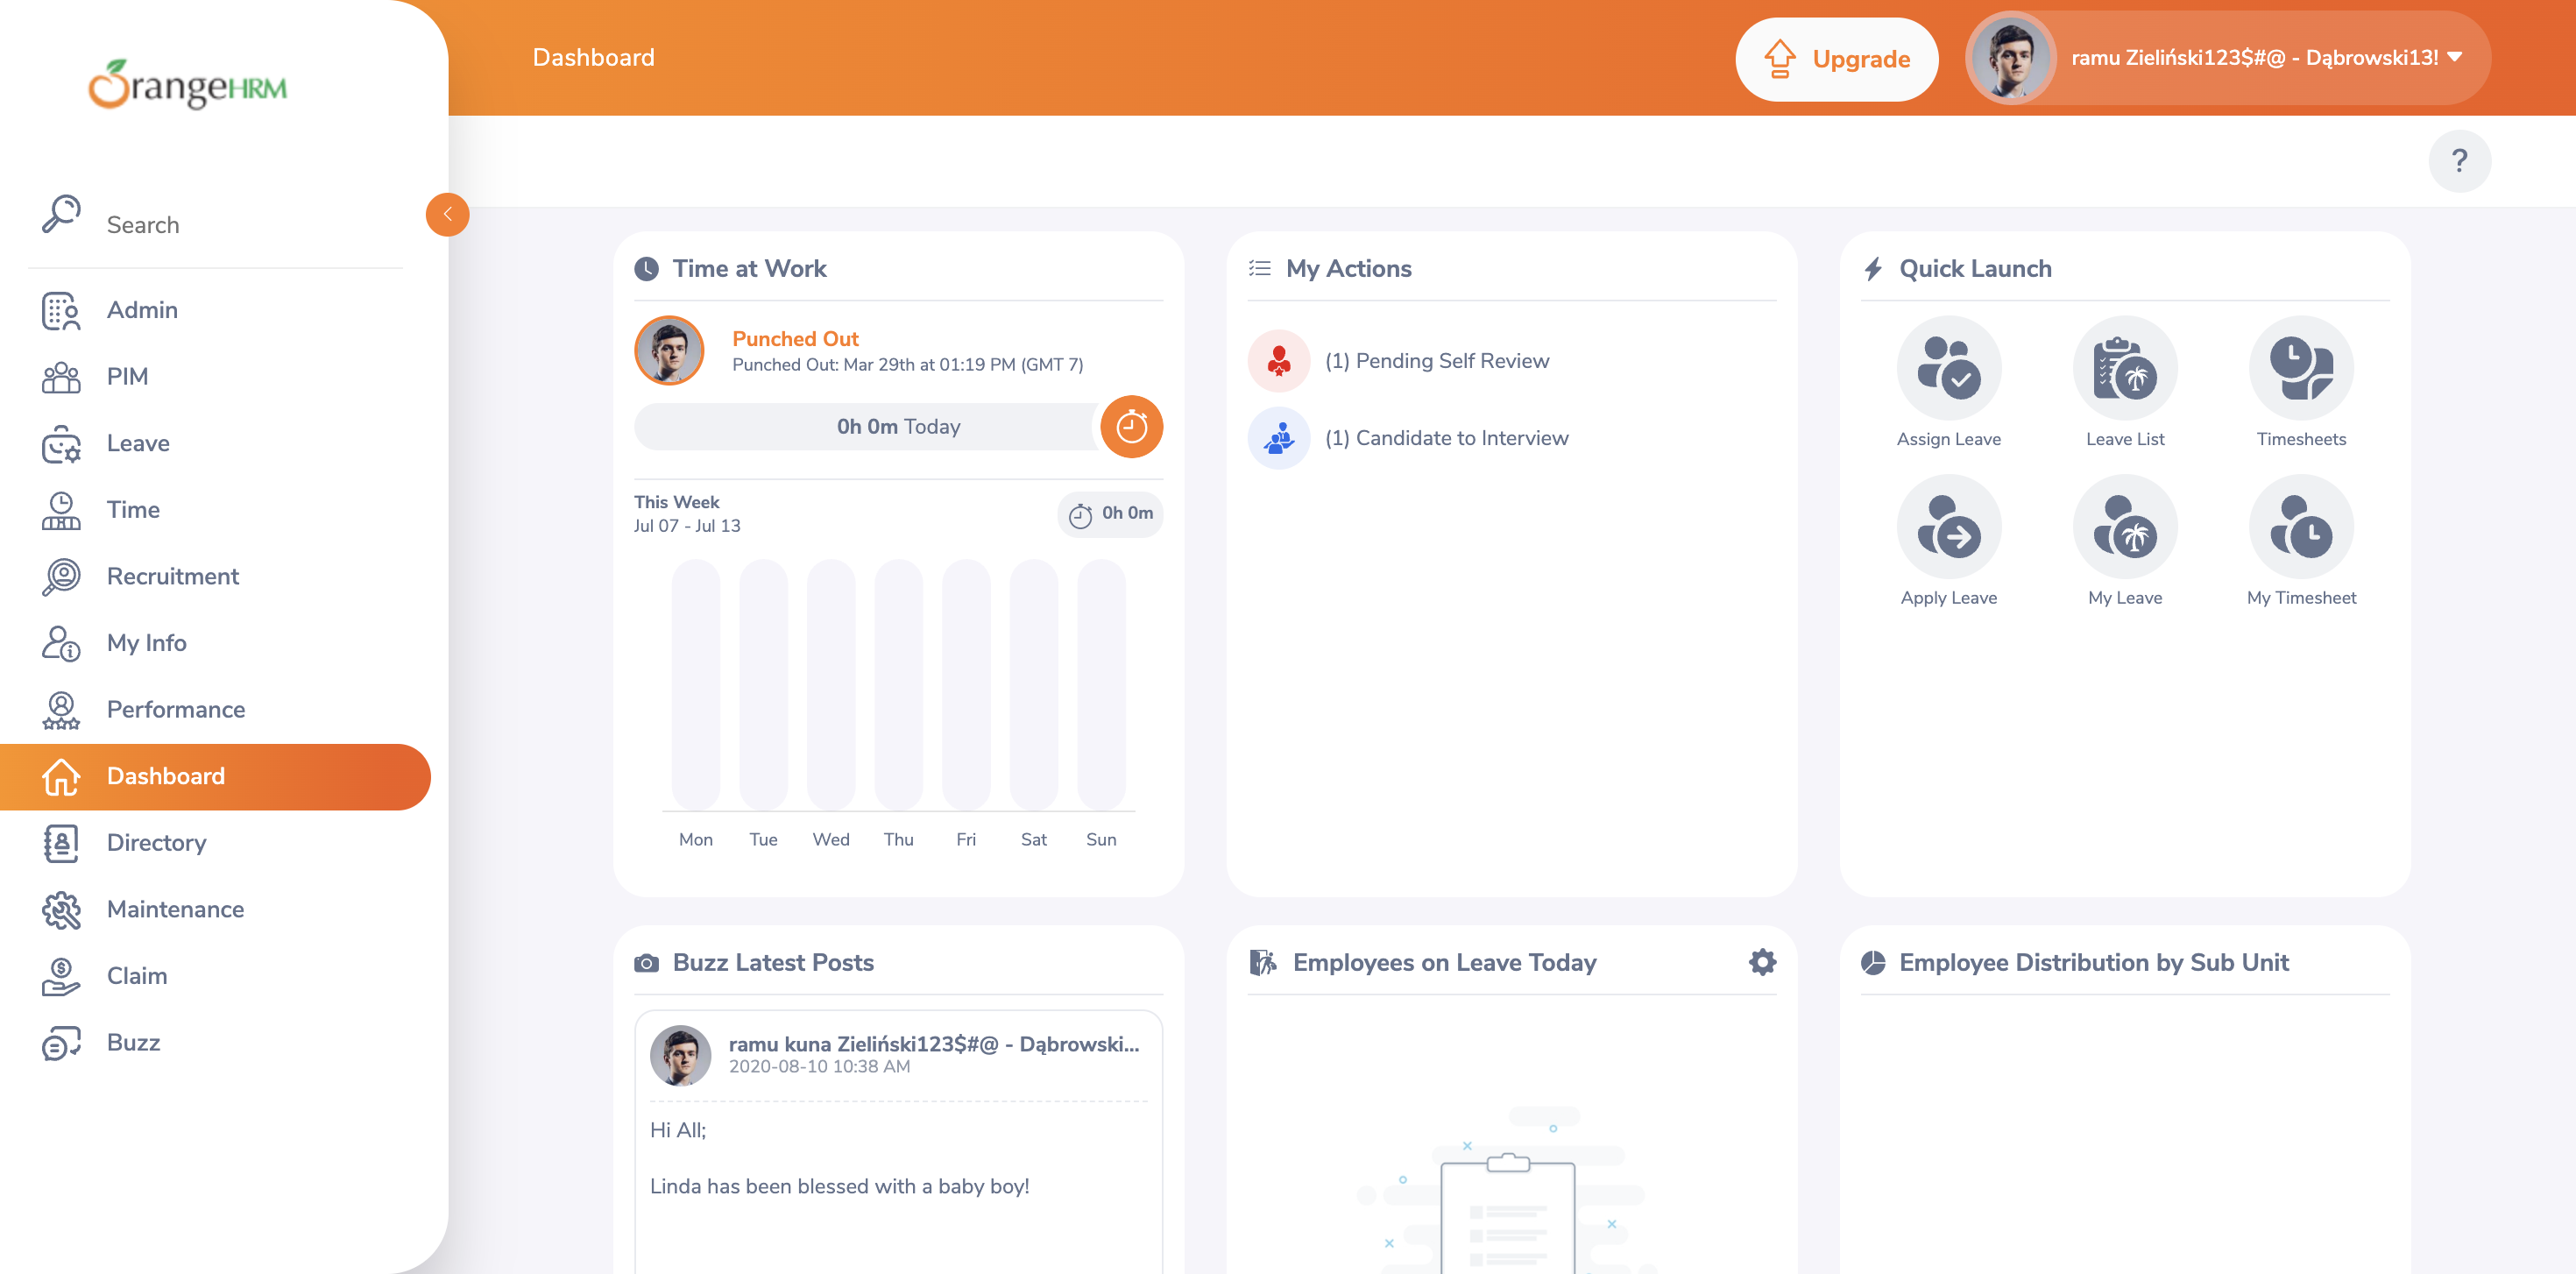 OrangeHRM
Search
Admin
PIM
Leave
Time
Recruitment
My Info
Performance
Dashboard
Directory
Maintenance
Claim
Buzz
Dashboard
Upgrade
ramu Zieliński123$#@ - Dąbrowski13!
?
Time at Work
Punched Out
Punched Out: Mar 29th at 01:19 PM (GMT 7)
0h 0m Today
This Week
Jul 07 - Jul 13
0h 0m
Mon Tue Wed Thu Fri Sat Sun
My Actions
(1) Pending Self Review
(1) Candidate to Interview
Quick Launch
Assign Leave
Leave List
Timesheets
Apply Leave
My Leave
My Timesheet
Buzz Latest Posts
ramu kuna Zieliński123$#@ - Dąbrowski...
2020-08-10 10:38 AM
Hi All;
Linda has been blessed with a baby boy!
Employees on Leave Today
Employee Distribution by Sub Unit